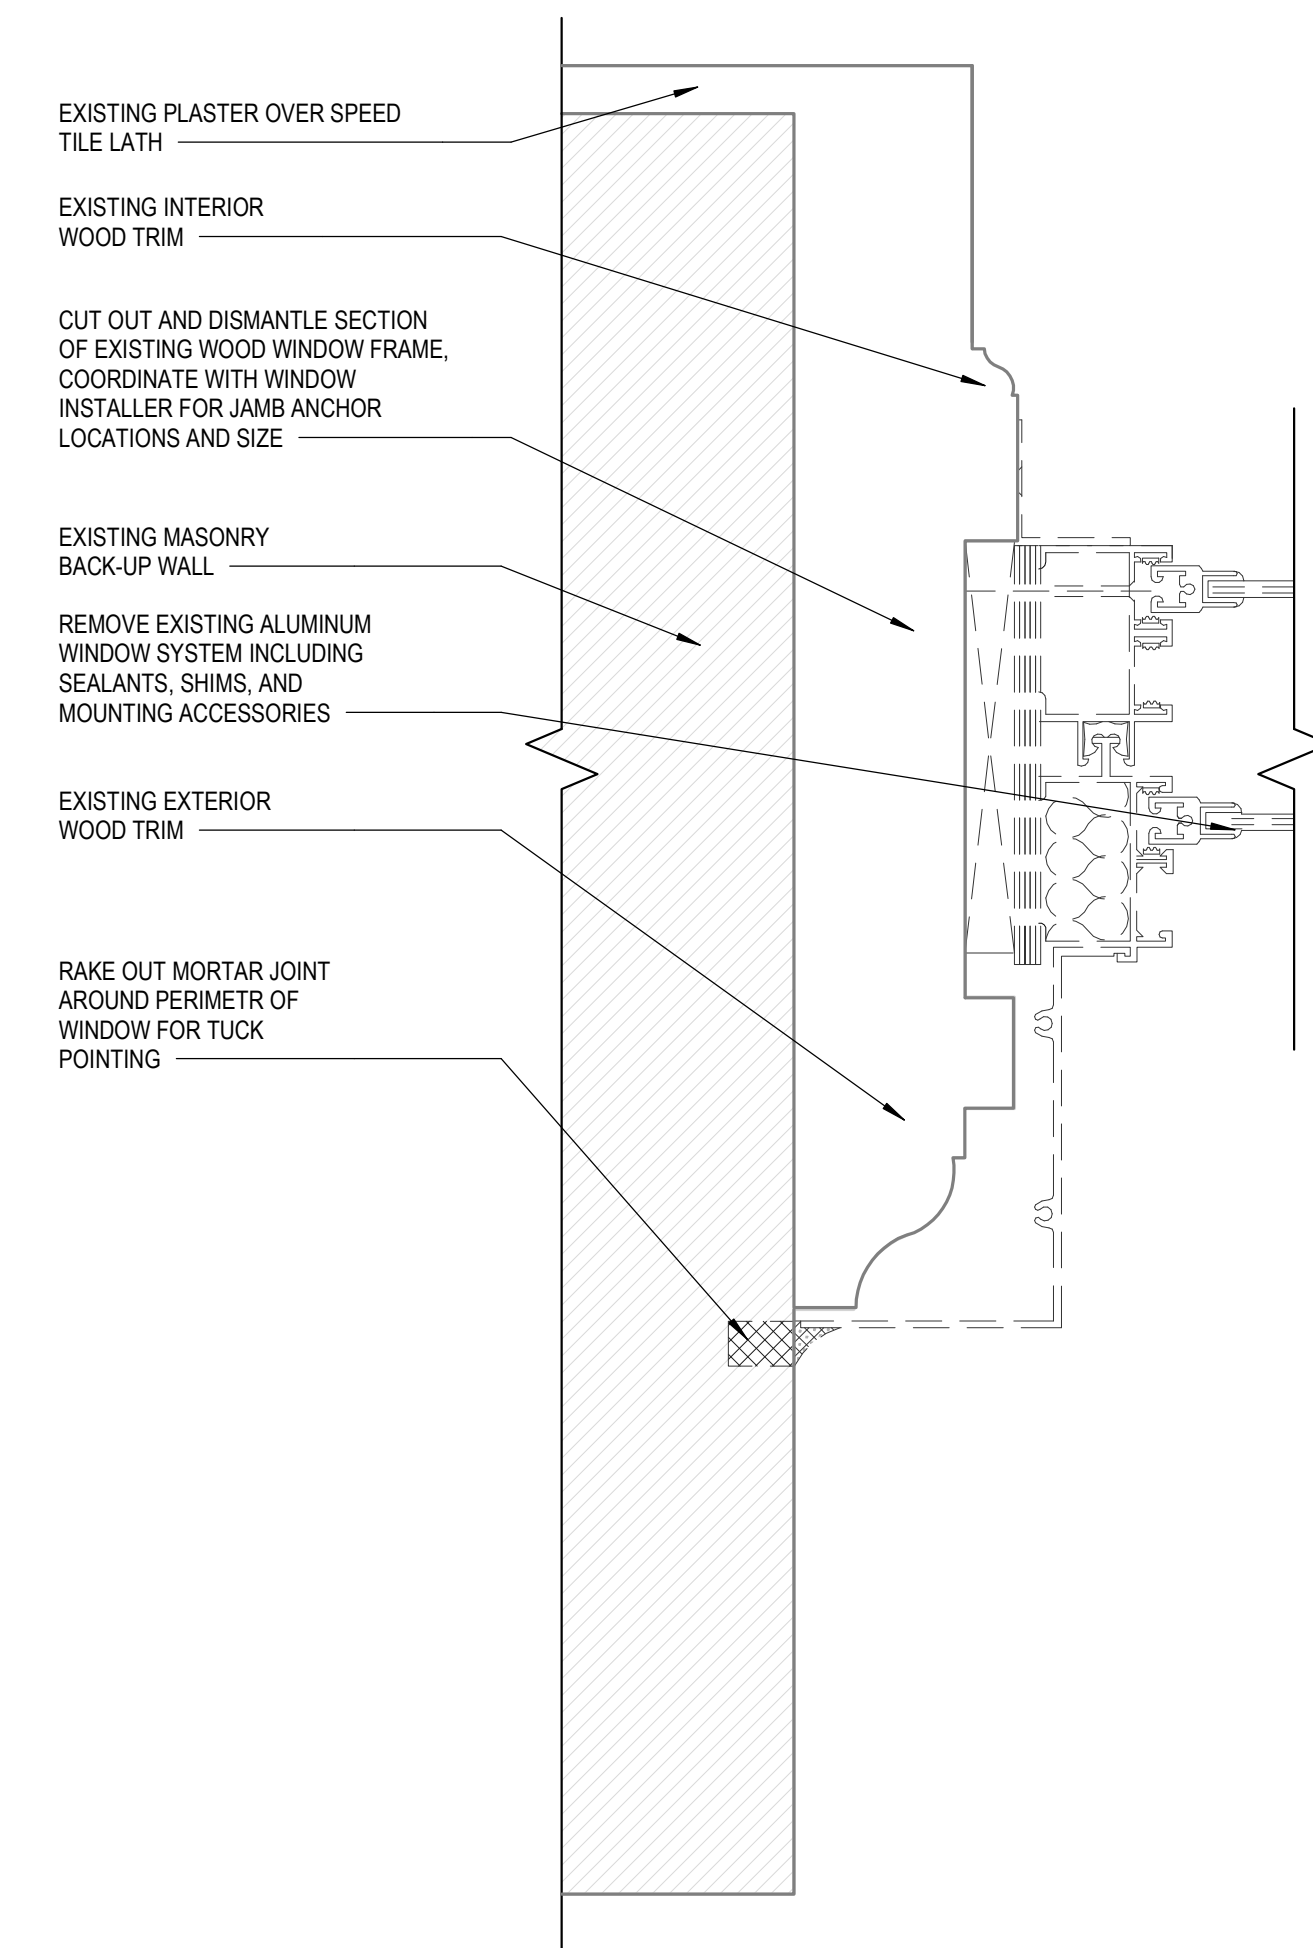 EXISTING PLASTER OVER SPEED
TILE LATH
EXISTING INTERIOR
WOOD TRIM
CUT OUT AND DISMANTLE SECTION
OF EXISTING WOOD WINDOW FRAME,
COORDINATE WITH WINDOW
INSTALLER FOR JAMB ANCHOR
LOCATIONS AND SIZE
EXISTING MASONRY
BACK-UP WALL
REMOVE EXISTING ALUMINUM
WINDOW SYSTEM INCLUDING
SEALANTS, SHIMS, AND
MOUNTING ACCESSORIES
EXISTING EXTERIOR
WOOD TRIM
RAKE OUT MORTAR JOINT
AROUND PERIMETR OF
WINDOW FOR TUCK
POINTING